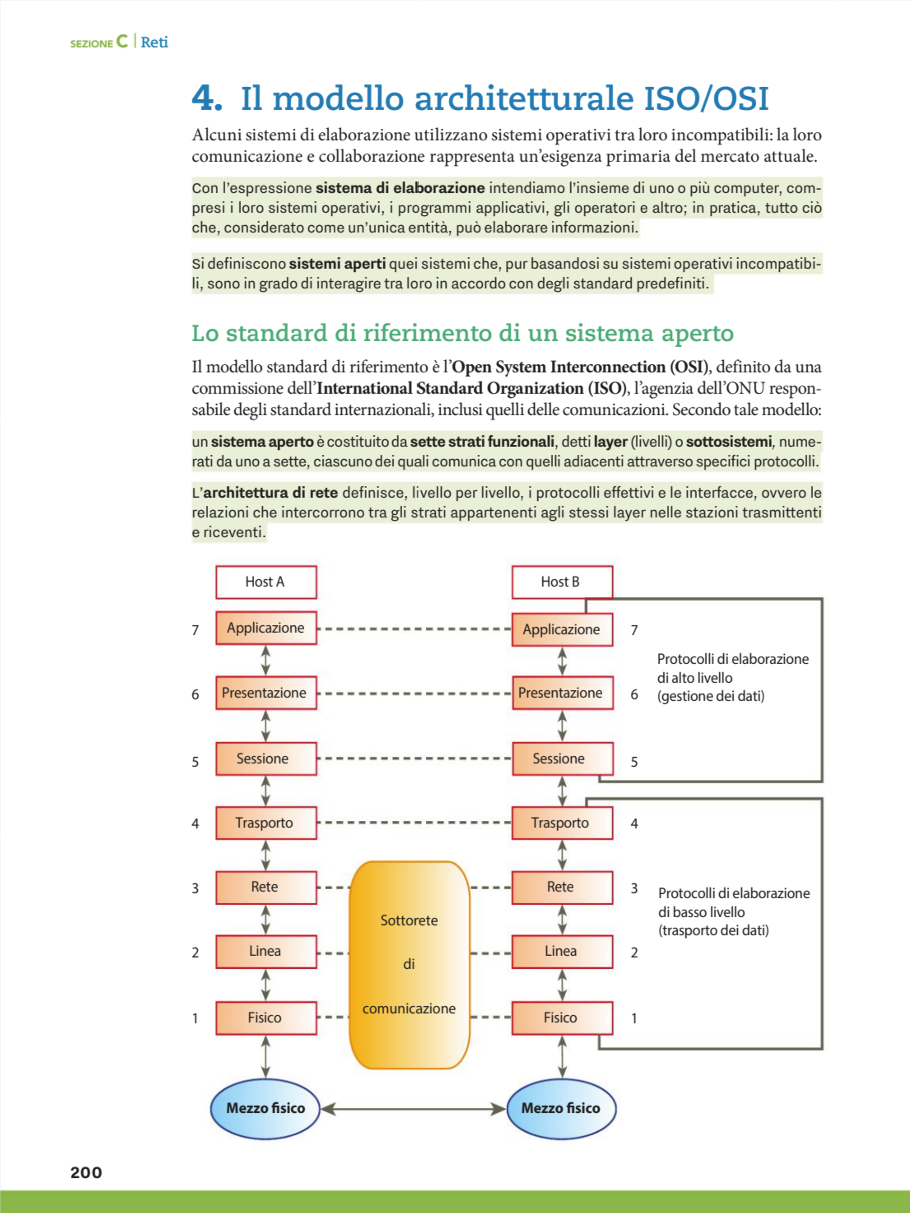 SEZIONE C | Reti
4. Il modello architetturale ISO/OSI
Alcuni sistemi di elaborazione utilizzano sistemi operativi tra loro incompatibili: la loro
comunicazione e collaborazione rappresenta un'esigenza primaria del mercato attuale.
Con l'espressione sistema di elaborazione intendiamo l'insieme di uno o più computer, com-
presi i loro sistemi operativi, i programmi applicativi, gli operatori e altro; in pratica, tutto ciò
che, considerato come un'unica entità, può elaborare informazioni.
Si definiscono sistemi aperti quei sistemi che, pur basandosi su sistemi operativi incompatibi-
li, sono in grado di interagire tra loro in accordo con degli standard predefiniti.
Lo standard di riferimento di un sistema aperto
Il modello standard di riferimento è l'Open System Interconnection (OSI), definito da una
commissione dell'International Standard Organization (ISO), l'agenzia dell'ONU respon-
sabile degli standard internazionali, inclusi quelli delle comunicazioni. Secondo tale modello:
un sistema aperto è costituito da sette strati funzionali, detti layer (livelli) o sottosistemi, nume-
rati da uno a sette, ciascuno dei quali comunica con quelli adiacenti attraverso specifici protocolli.
L'architettura di rete definisce, livello per livello, i protocolli effettivi e le interfacce, ovvero le
relazioni che intercorrono tra gli strati appartenenti agli stessi layer nelle stazioni trasmittenti
e riceventi.
Host A Host B
7 Applicazione Applicazione 7
Protocolli di elaborazione
di alto livello
(gestione dei dati)
6 Presentazione Presentazione 6
5 Sessione Sessione 5
4 Trasporto Trasporto 4
3 Rete Rete 3
Protocolli di elaborazione
di basso livello
(trasporto dei dati)
Sottorete
di
comunicazione
2 Linea Linea 2
1 Fisico Fisico 1
Mezzo fisico Mezzo fisico
200